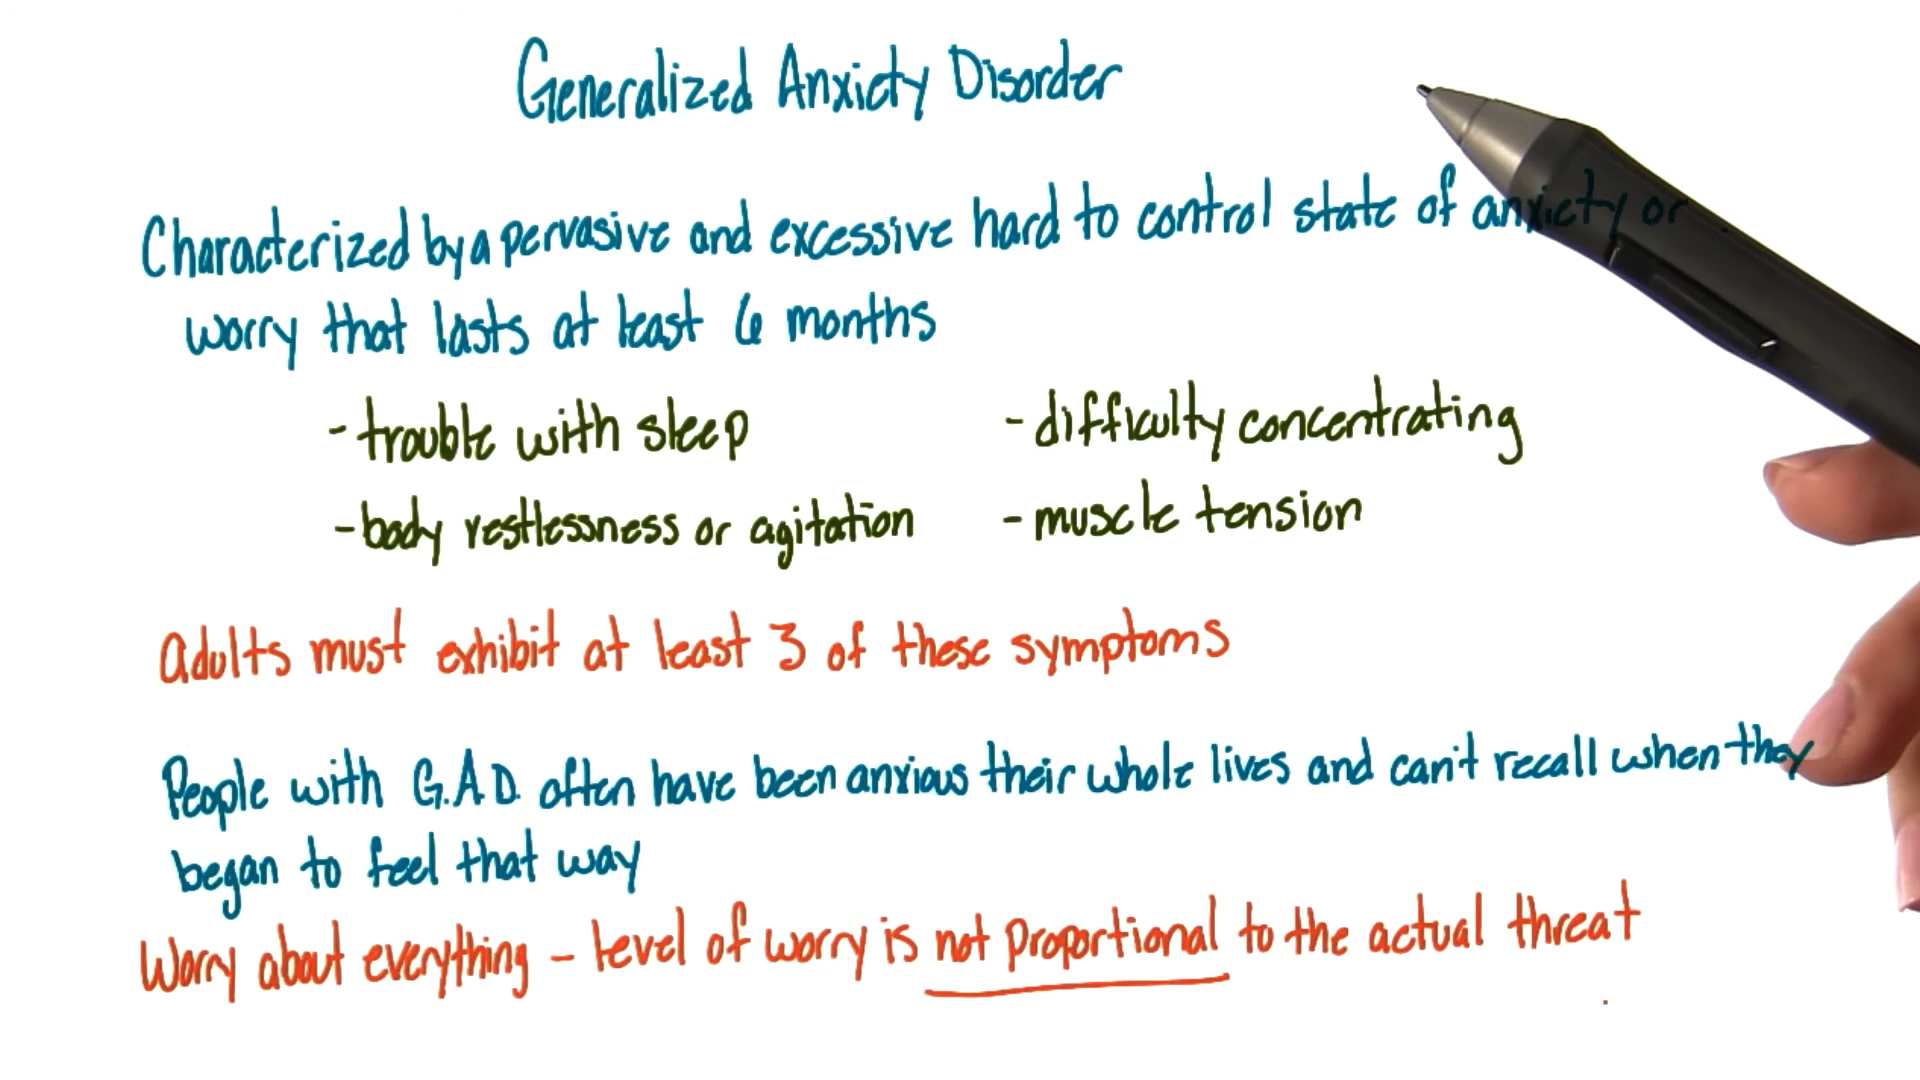 Generalized Anxiety Disorder
Characterized by a pervasive and excessive hard to control state of anxiety or
worry that lasts at least 6 months
- trouble with sleep - difficulty concentrating
- body restlessness or agitation - muscle tension
Adults must exhibit at least 3 of these symptoms
People with G.A.D. often have been anxious their whole lives and can't recall when they
began to feel that way
Worry about everything - level of worry is not proportional to the actual threat